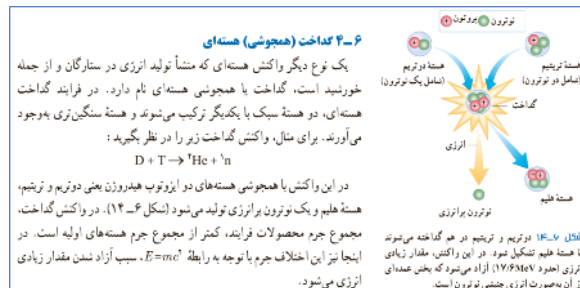 ۶ــ۴ گداخت (همجوشی) هسته‌ای
یک نوع دیگر واکنش هسته‌ای که منشأ تولید انرژی در ستارگان و از جمله
خورشید است، گداخت یا همجوشی هسته‌ای نام دارد. در فرایند گداخت
هسته‌ای، دو هستهٔ سبک با یکدیگر ترکیب می‌شوند و هستهٔ سنگین‌تری به‌وجود
می‌آورند. برای مثال، واکنش گداخت زیر را در نظر بگیرید :
D + T → ⁴He + ¹n
در این واکنش با همجوشی هسته‌های دو ایزوتوپ هیدروژن یعنی دوتریم و تریتیم،
هستهٔ هلیم و یک نوترون پرانرژی تولید می‌شود (شکل ۶ــ۱۴). در واکنش گداخت،
مجموع جرم محصولات فرایند، کمتر از مجموع جرم هسته‌های اولیه است. در
اینجا نیز این اختلاف جرم با توجه به رابطهٔ E=mc²، سبب آزاد شدن مقدار زیادی
انرژی می‌شود.
نوترون پروتون
هستهٔ تریتیم
(شامل دو نوترون)
هستهٔ دوتریم
(شامل یک نوترون)
گداخت
انرژی
هستهٔ هلیم
نوترون پرانرژی
شکل ۶ــ۱۴ دوتریم و تریتیم در هم گداخته می‌شوند
تا هستهٔ هلیم تشکیل شود. در این واکنش، مقدار زیادی
انرژی (حدود ۱۷/۶MeV) آزاد می‌شود که بخش عمده‌ای
از آن به‌صورت انرژی جنبشی نوترون است.